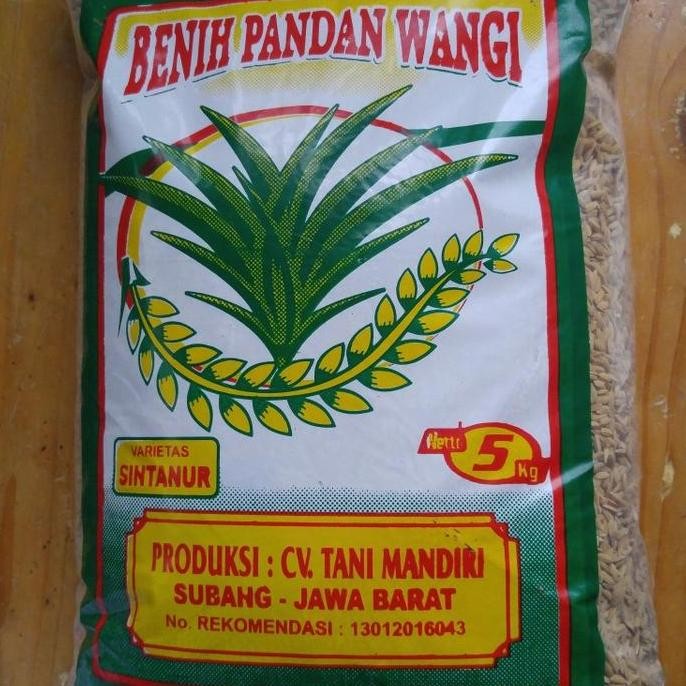 BENIH PANDAN WANGI
VARIETAS
SINTANUR
Netto 5 Kg
PRODUKSI : CV. TANI MANDIRI
SUBANG - JAWA BARAT
No. REKOMENDASI : 13012016043